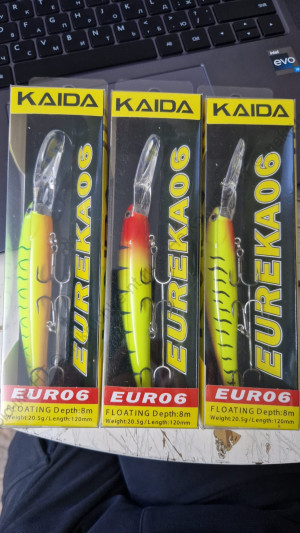 evo
KAIDA
EUREKA06
EUR06
FLOATING Depth:8m
Weight:20.5g/Length:120mm
KAIDA
EUREKA06
EUR06
FLOATING Depth:8m
Weight:20.5g/Length:120mm
KAIDA
EUREKA06
EUR06
FLOATING Depth:8m
Weight:20.5g/Length:120mm